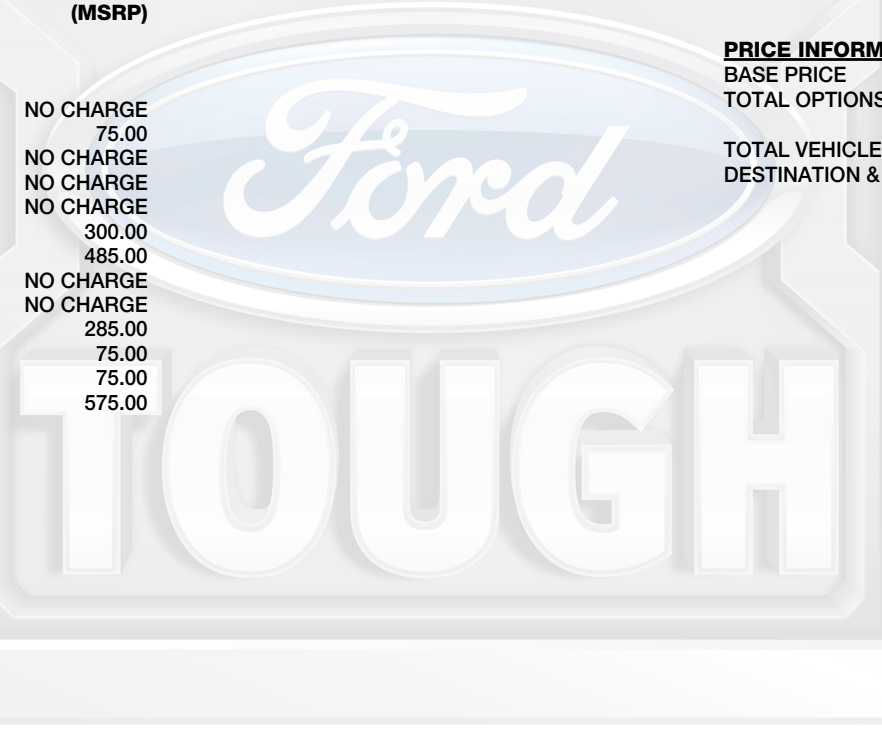 (MSRP)
NO CHARGE
75.00
NO CHARGE
NO CHARGE
NO CHARGE
300.00
485.00
NO CHARGE
NO CHARGE
285.00
75.00
75.00
575.00
PRICE INFORM
BASE PRICE
TOTAL OPTIONS
TOTAL VEHICLE
DESTINATION &
Ford
TOUGH